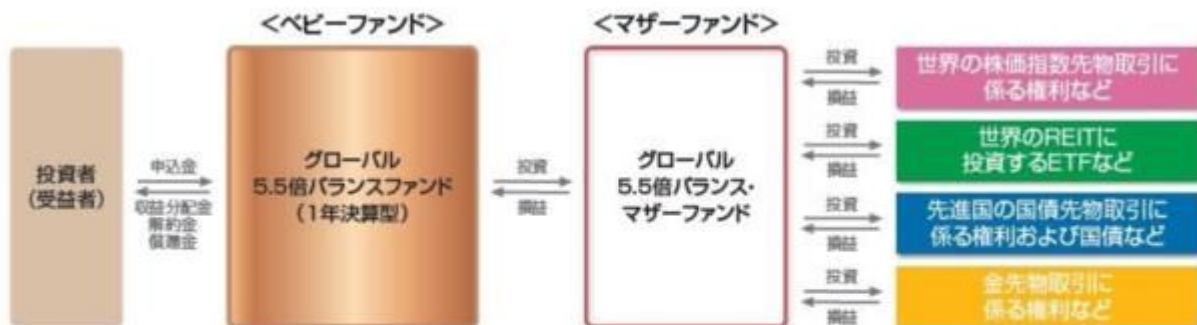 ＜ベビーファンド＞
＜マザーファンド＞
投資者
（受益者）
申込金
収益分配金
解約金
償還金
グローバル
5.5倍バランスファンド
（1年決算型）
投資
損益
グローバル
5.5倍バランス・
マザーファンド
投資
損益
世界の株価指数先物取引に
係る権利など
投資
損益
世界のREITに
投資するETFなど
投資
損益
先進国の国債先物取引に
係る権利および国債など
投資
損益
金先物取引に
係る権利など